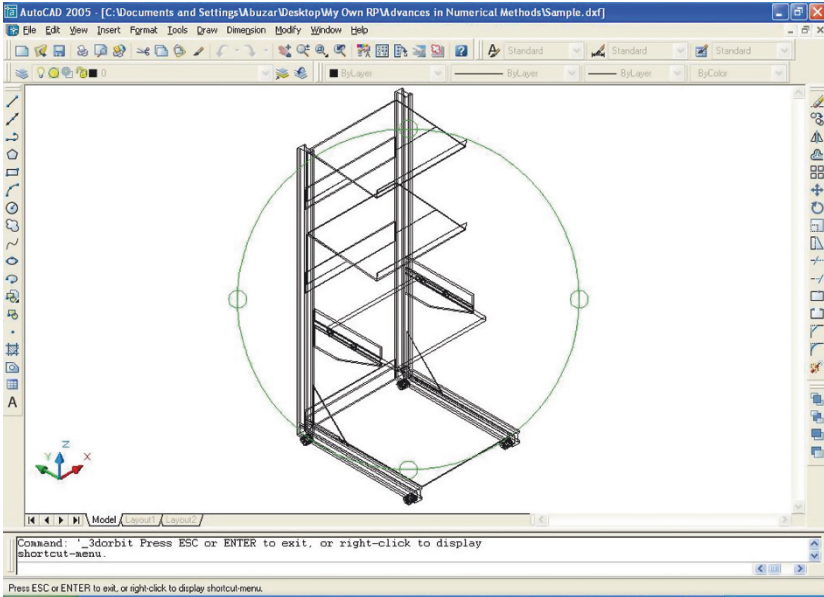 AutoCAD 2005 - [C:\Documents and Settings\Abuzar\Desktop\My Own RP\Advances in Numerical Methods\Sample.dxf]
File Edit View Insert Format Tools Draw Dimension Modify Window Help
Standard Standard Standard
0 ByLayer ByLayer ByLayer ByColor
A
Z
Y X
Model Layout1 Layout2
Command: '_3dorbit Press ESC or ENTER to exit, or right-click to display
shortcut-menu.
Press ESC or ENTER to exit, or right-click to display shortcut-menu.